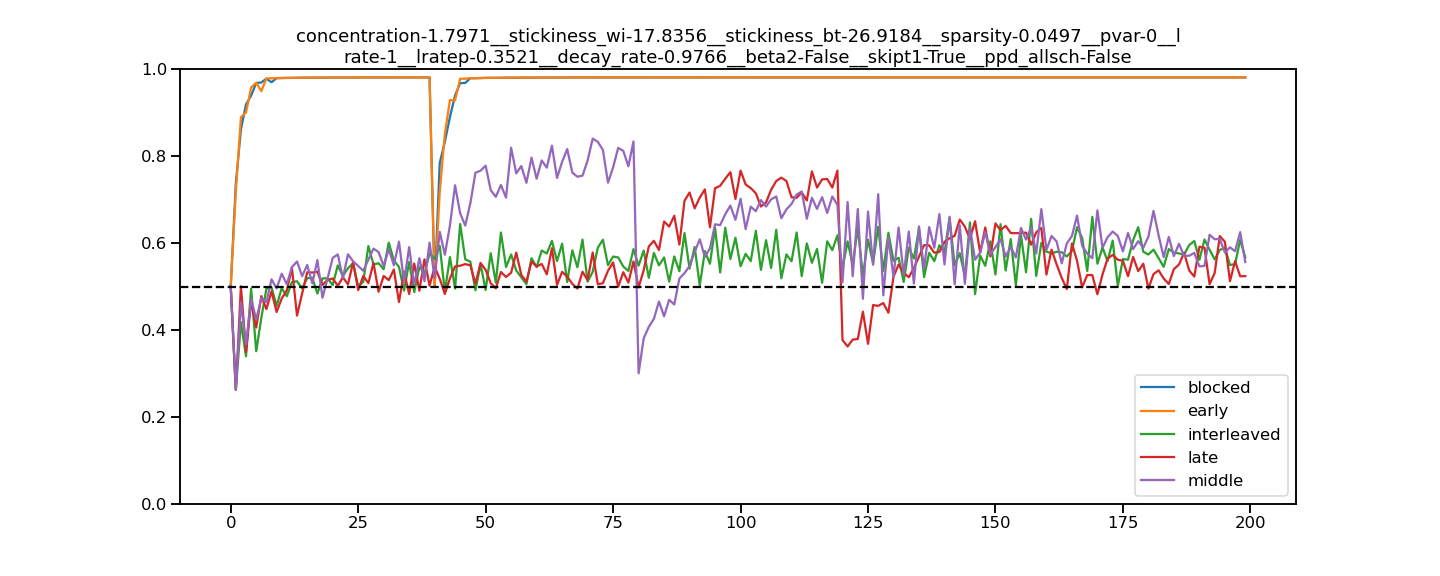 concentration-1.7971__stickiness_wi-17.8356__stickiness_bt-26.9184__sparsity-0.0497__pvar-0__l
rate-1__lratep-0.3521__decay_rate-0.9766__beta2-False__skipt1-True__ppd_allsch-False
1.0
0.8
0.6
0.4
0.2
0.0
0 25 50 75 100 125 150 175 200
blocked
early
interleaved
late
middle